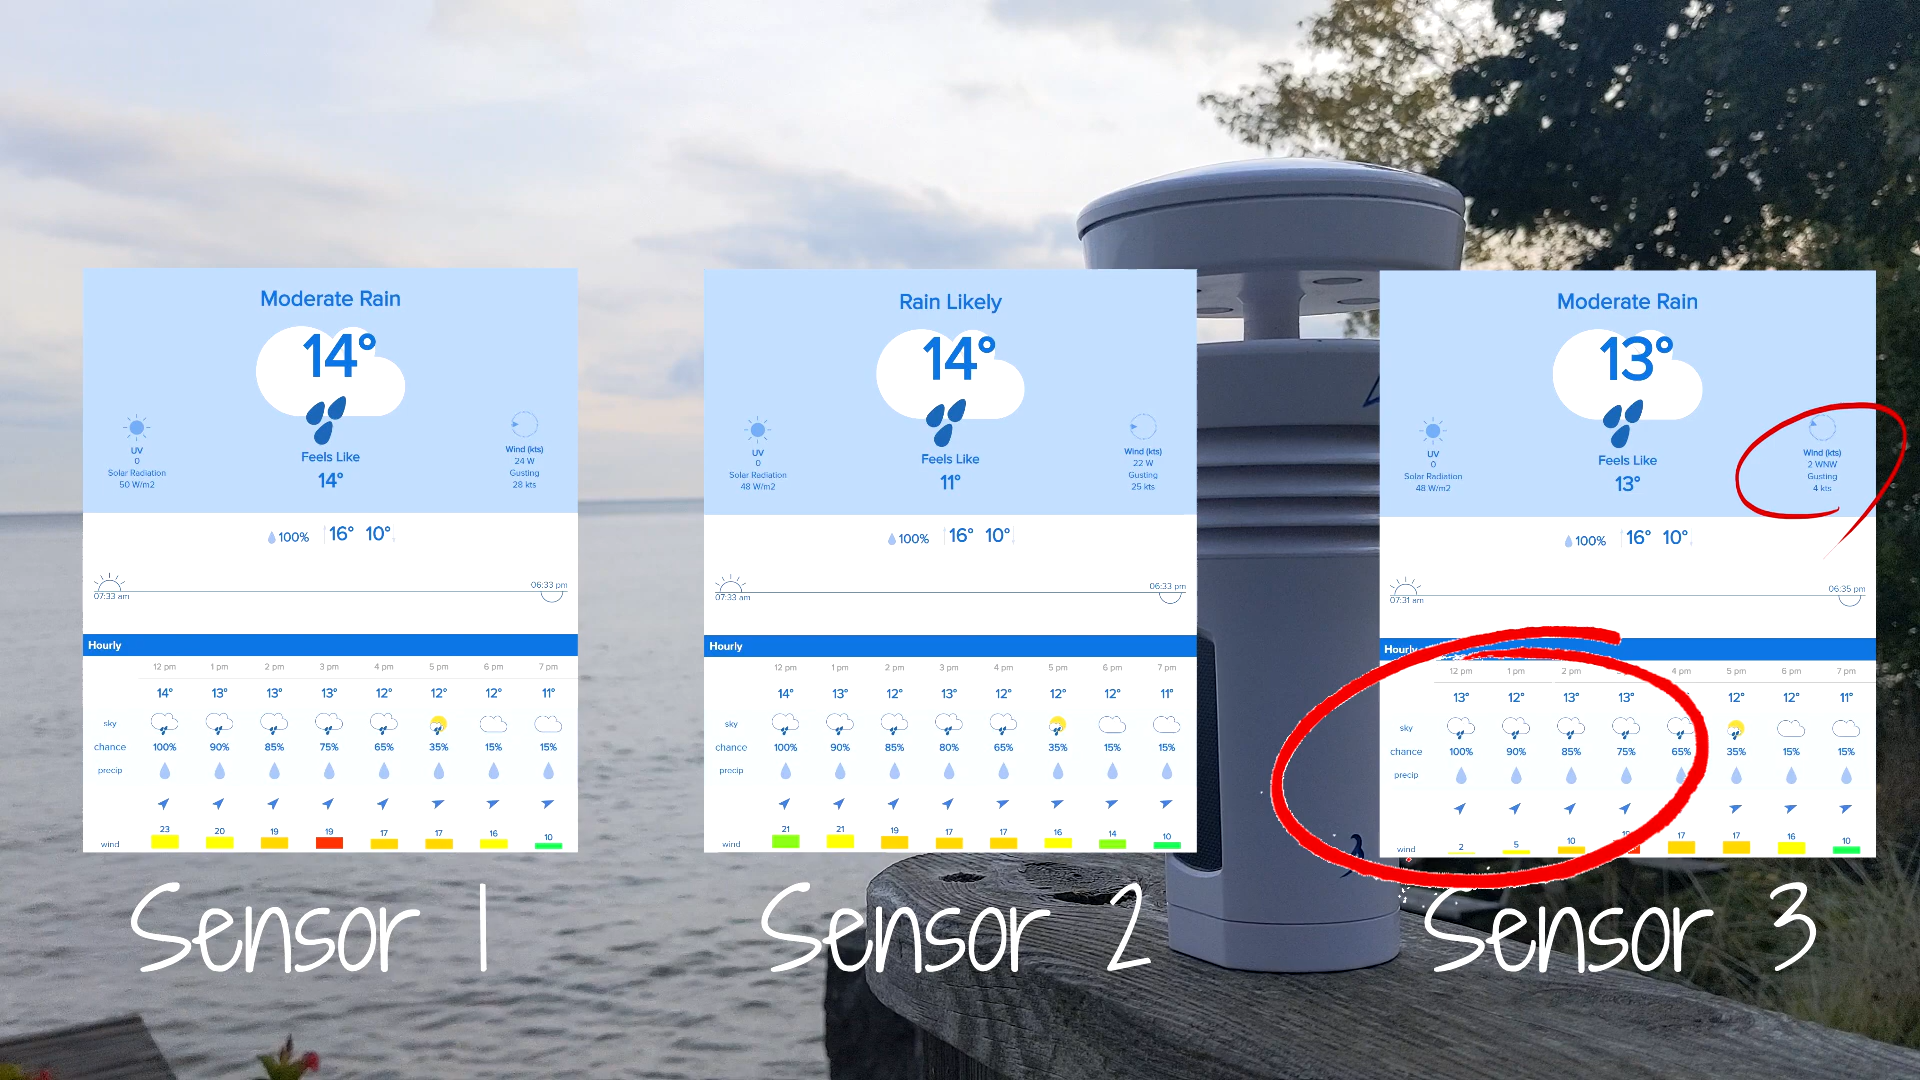 Moderate Rain
14°
UV
0
Solar Radiation
50 W/m2
Feels Like
14°
Wind (kts)
24 W
Gusting
28 kts
100% 16° 10°
07:33 am
06:33 pm
Hourly
12 pm 1 pm 2 pm 3 pm 4 pm 5 pm 6 pm 7 pm
14° 13° 13° 13° 12° 12° 12° 11°
sky
chance 100% 90% 85% 75% 65% 35% 15% 15%
precip
wind 23 20 19 19 17 17 16 10
Sensor 1
Rain Likely
14°
UV
0
Solar Radiation
48 W/m2
Feels Like
11°
Wind (kts)
22 W
Gusting
25 kts
100% 16° 10°
07:33 am
06:33 pm
Hourly
12 pm 1 pm 2 pm 3 pm 4 pm 5 pm 6 pm 7 pm
14° 13° 12° 13° 12° 12° 12° 11°
sky
chance 100% 90% 85% 80% 65% 35% 15% 15%
precip
wind 21 21 19 17 17 16 14 10
Sensor 2
Moderate Rain
13°
UV
0
Solar Radiation
48 W/m2
Feels Like
13°
Wind (kts)
2 WNW
Gusting
4 kts
100% 16° 10°
07:31 am
06:35 pm
Hourly
12 pm 1 pm 2 pm 3 pm 4 pm 5 pm 6 pm 7 pm
13° 12° 13° 13° 12° 12° 11°
sky
chance 100% 90% 85% 75% 65% 35% 15% 15%
precip
wind 2 5 10 17 17 16 10
Sensor 3